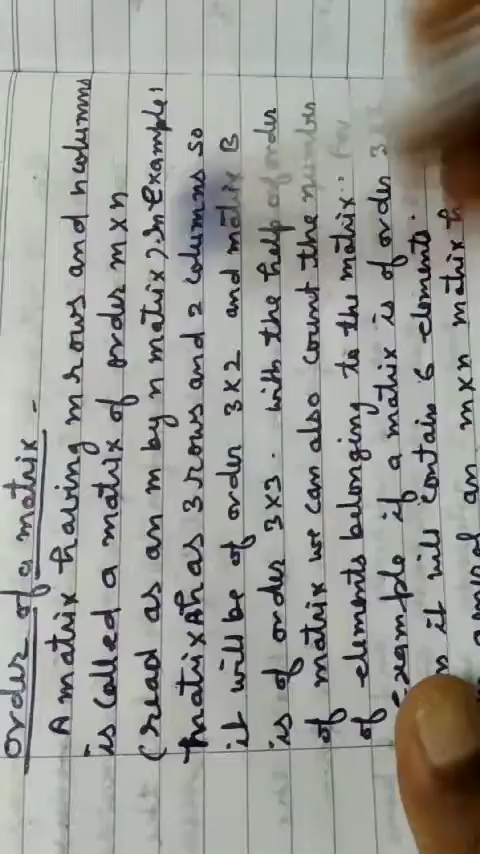 order of a matrix -
A matrix having m rows and n columns
is called a matrix of order m x n
(read as an m by n matrix). In Example:
matrix A has 3 rows and 2 columns so
it will be of order 3 x 2 and matrix B
is of order 3 x 3. with the help of order
of matrix we can also count the number
of elements belonging to the matrix. For
Example if a matrix is of order 3 x
it will contain 6 elements.
of an m x n matrix